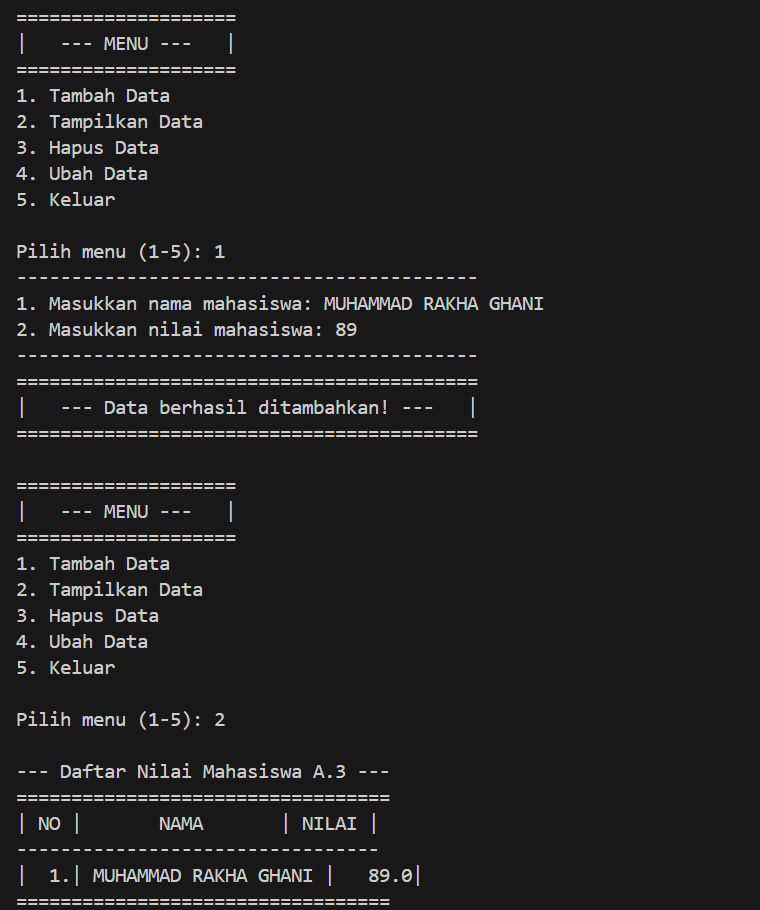 ====================
|   --- MENU ---   |
====================
1. Tambah Data
2. Tampilkan Data
3. Hapus Data
4. Ubah Data
5. Keluar
Pilih menu (1-5): 1
------------------------------------------
1. Masukkan nama mahasiswa: MUHAMMAD RAKHA GHANI
2. Masukkan nilai mahasiswa: 89
------------------------------------------
==========================================
|   --- Data berhasil ditambahkan! ---   |
==========================================
====================
|   --- MENU ---   |
====================
1. Tambah Data
2. Tampilkan Data
3. Hapus Data
4. Ubah Data
5. Keluar
Pilih menu (1-5): 2
--- Daftar Nilai Mahasiswa A.3 ---
==================================
| NO |       NAMA       | NILAI |
---------------------------------
|  1.| MUHAMMAD RAKHA GHANI |   89.0|
==================================